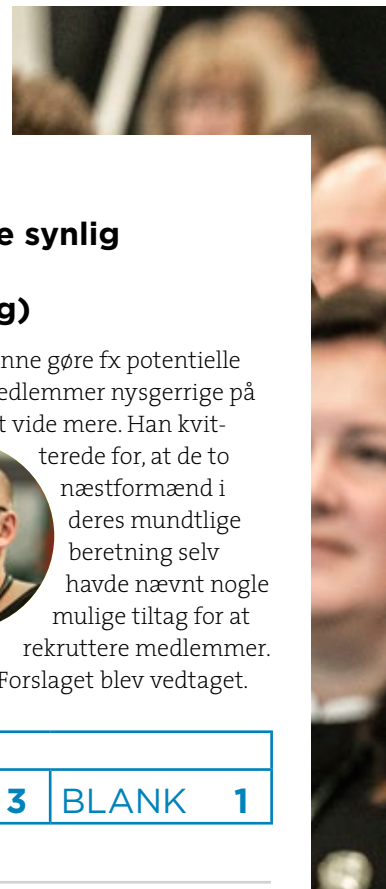 e synlig
g)
nne gøre fx potentielle
edlemmer nysgerrige på
t vide mere. Han kvit-
terede for, at de to
næstformænd i
deres mundtlige
beretning selv
havde nævnt nogle
mulige tiltag for at
rekruttere medlemmer.
Forslaget blev vedtaget.
3 BLANK 1